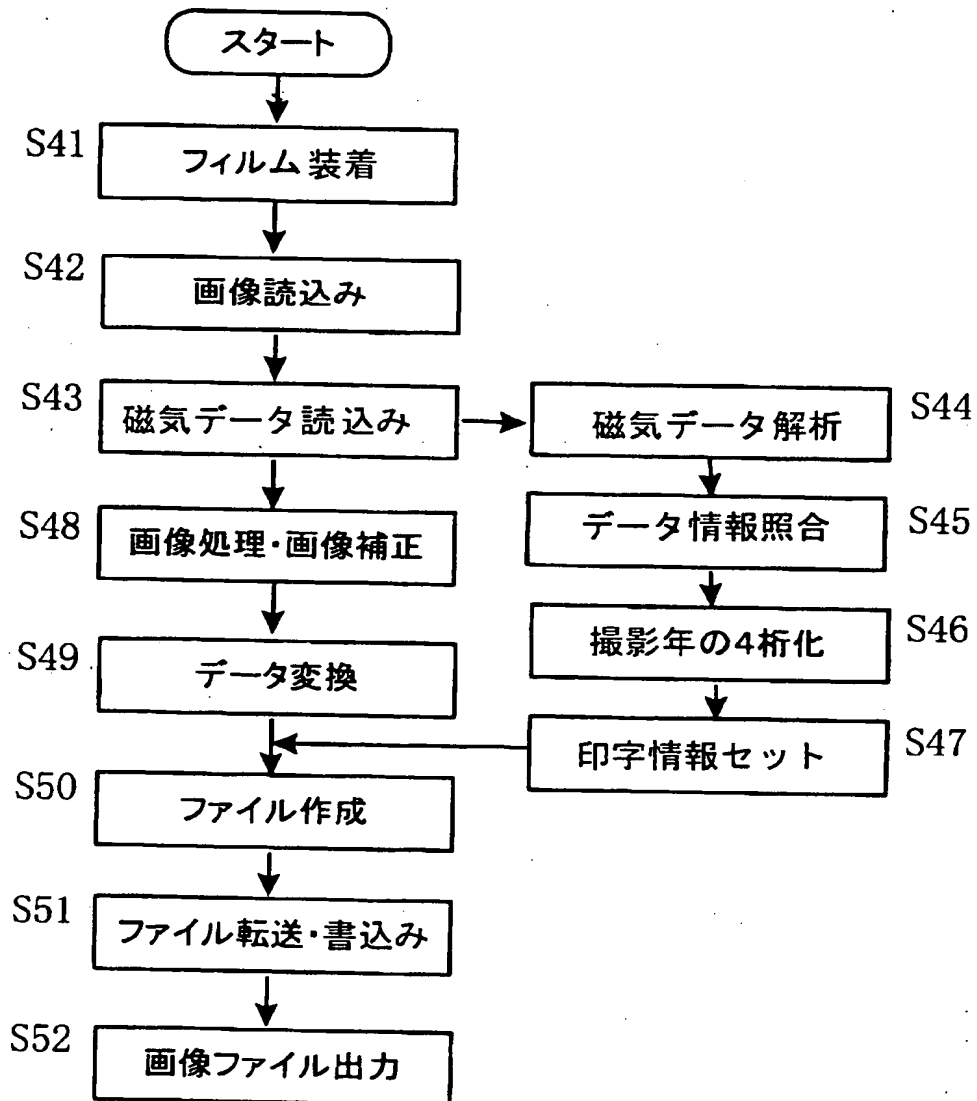 スタート
S41
フィルム装着
S42
画像読込み
S43
磁気データ読込み
磁気データ解析
S44
S48
画像処理・画像補正
データ情報照合
S45
S49
データ変換
撮影年の4桁化
S46
印字情報セット
S47
S50
ファイル作成
S51
ファイル転送・書込み
S52
画像ファイル出力